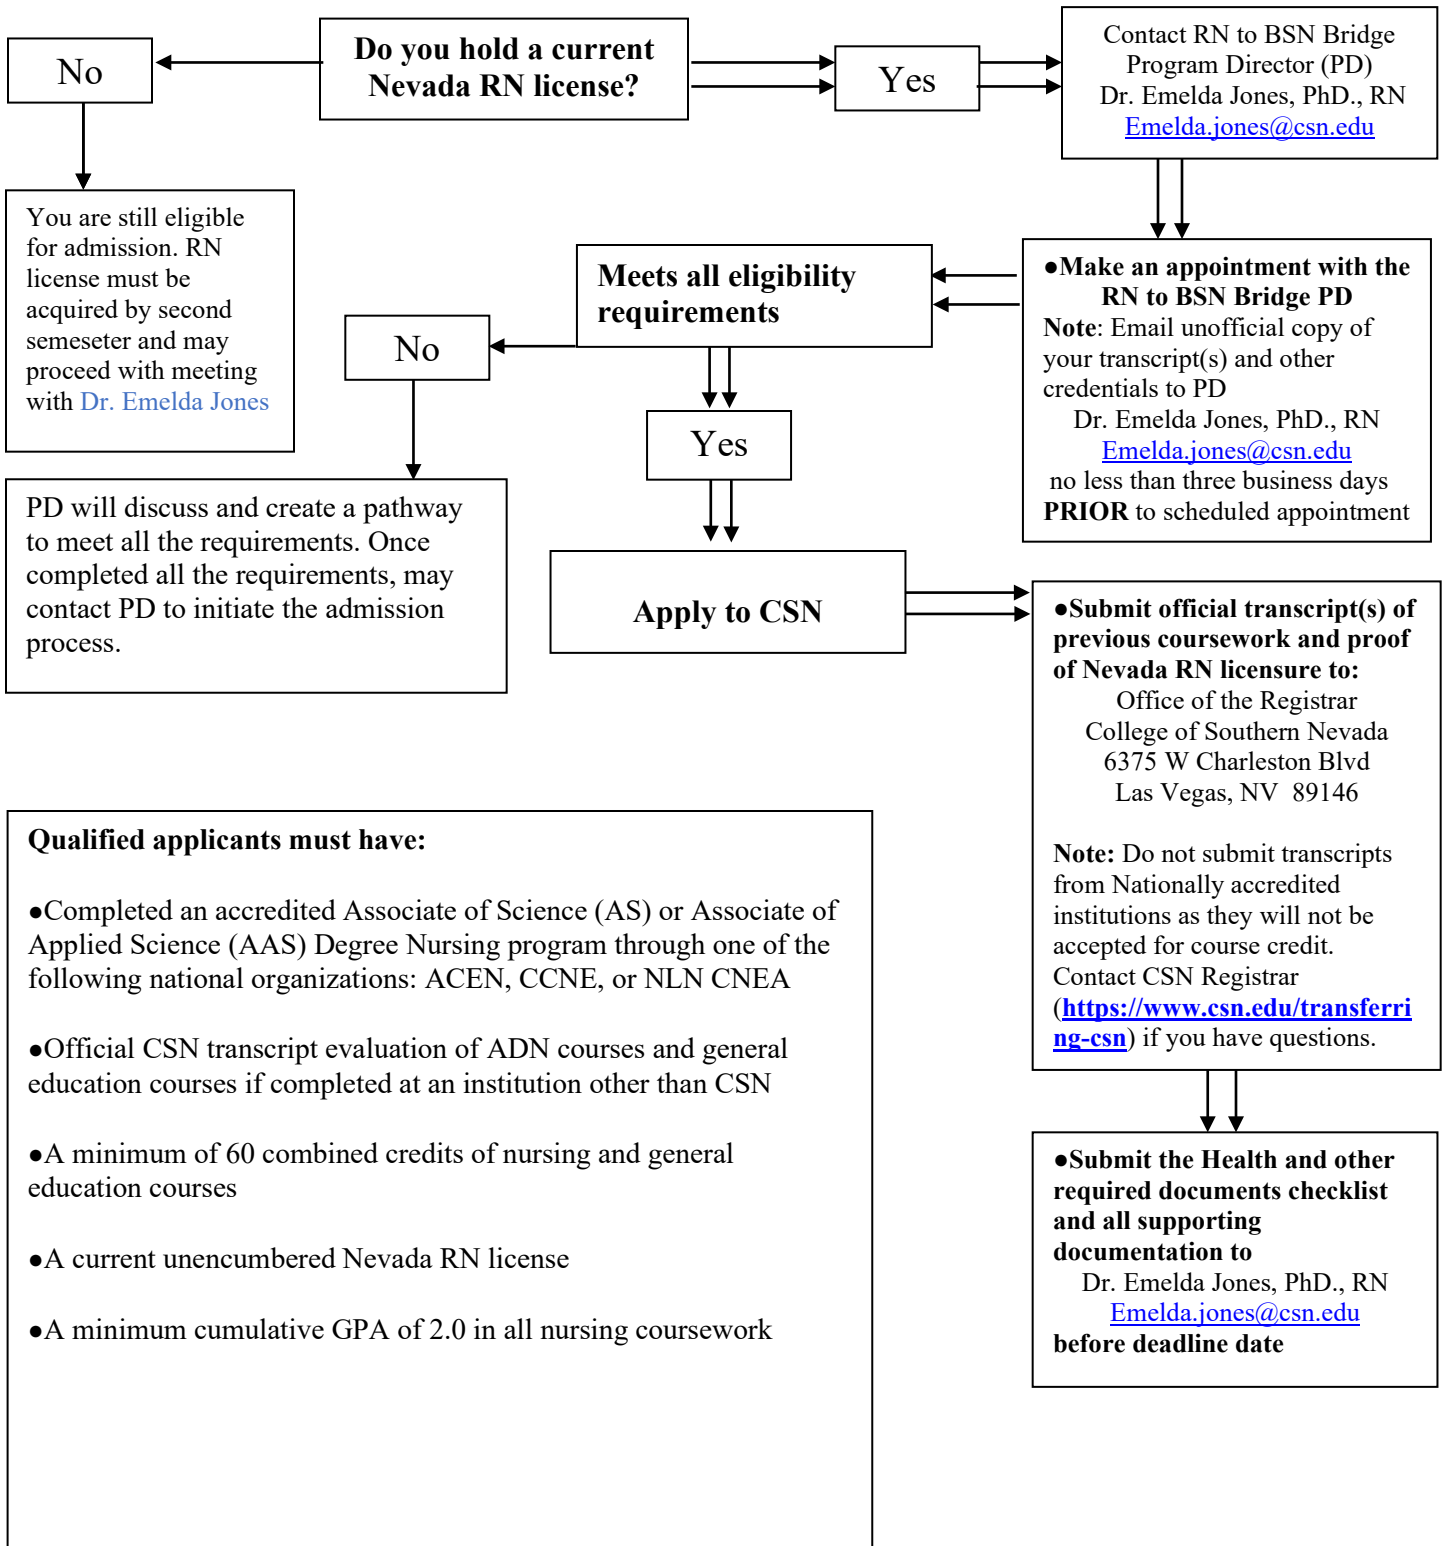 Do you hold a current
Nevada RN license?
No
Yes
Contact RN to BSN Bridge
Program Director (PD)
Dr. Emelda Jones, PhD., RN
Emelda.jones@csn.edu
You are still eligible
for admission. RN
license must be
acquired by second
semeseter and may
proceed with meeting
with Dr. Emelda Jones
●Make an appointment with the
RN to BSN Bridge PD
Note: Email unofficial copy of
your transcript(s) and other
credentials to PD
Dr. Emelda Jones, PhD., RN
Emelda.jones@csn.edu
no less than three business days
PRIOR to scheduled appointment
Meets all eligibility
requirements
No
Yes
PD will discuss and create a pathway
to meet all the requirements. Once
completed all the requirements, may
contact PD to initiate the admission
process.
Apply to CSN
●Submit official transcript(s) of
previous coursework and proof
of Nevada RN licensure to:
Office of the Registrar
College of Southern Nevada
6375 W Charleston Blvd
Las Vegas, NV 89146
Note: Do not submit transcripts
from Nationally accredited
institutions as they will not be
accepted for course credit.
Contact CSN Registrar
(https://www.csn.edu/transferri
ng-csn) if you have questions.
●Submit the Health and other
required documents checklist
and all supporting
documentation to
Dr. Emelda Jones, PhD., RN
Emelda.jones@csn.edu
before deadline date
Qualified applicants must have:
●Completed an accredited Associate of Science (AS) or Associate of
Applied Science (AAS) Degree Nursing program through one of the
following national organizations: ACEN, CCNE, or NLN CNEA
●Official CSN transcript evaluation of ADN courses and general
education courses if completed at an institution other than CSN
●A minimum of 60 combined credits of nursing and general
education courses
●A current unencumbered Nevada RN license
●A minimum cumulative GPA of 2.0 in all nursing coursework